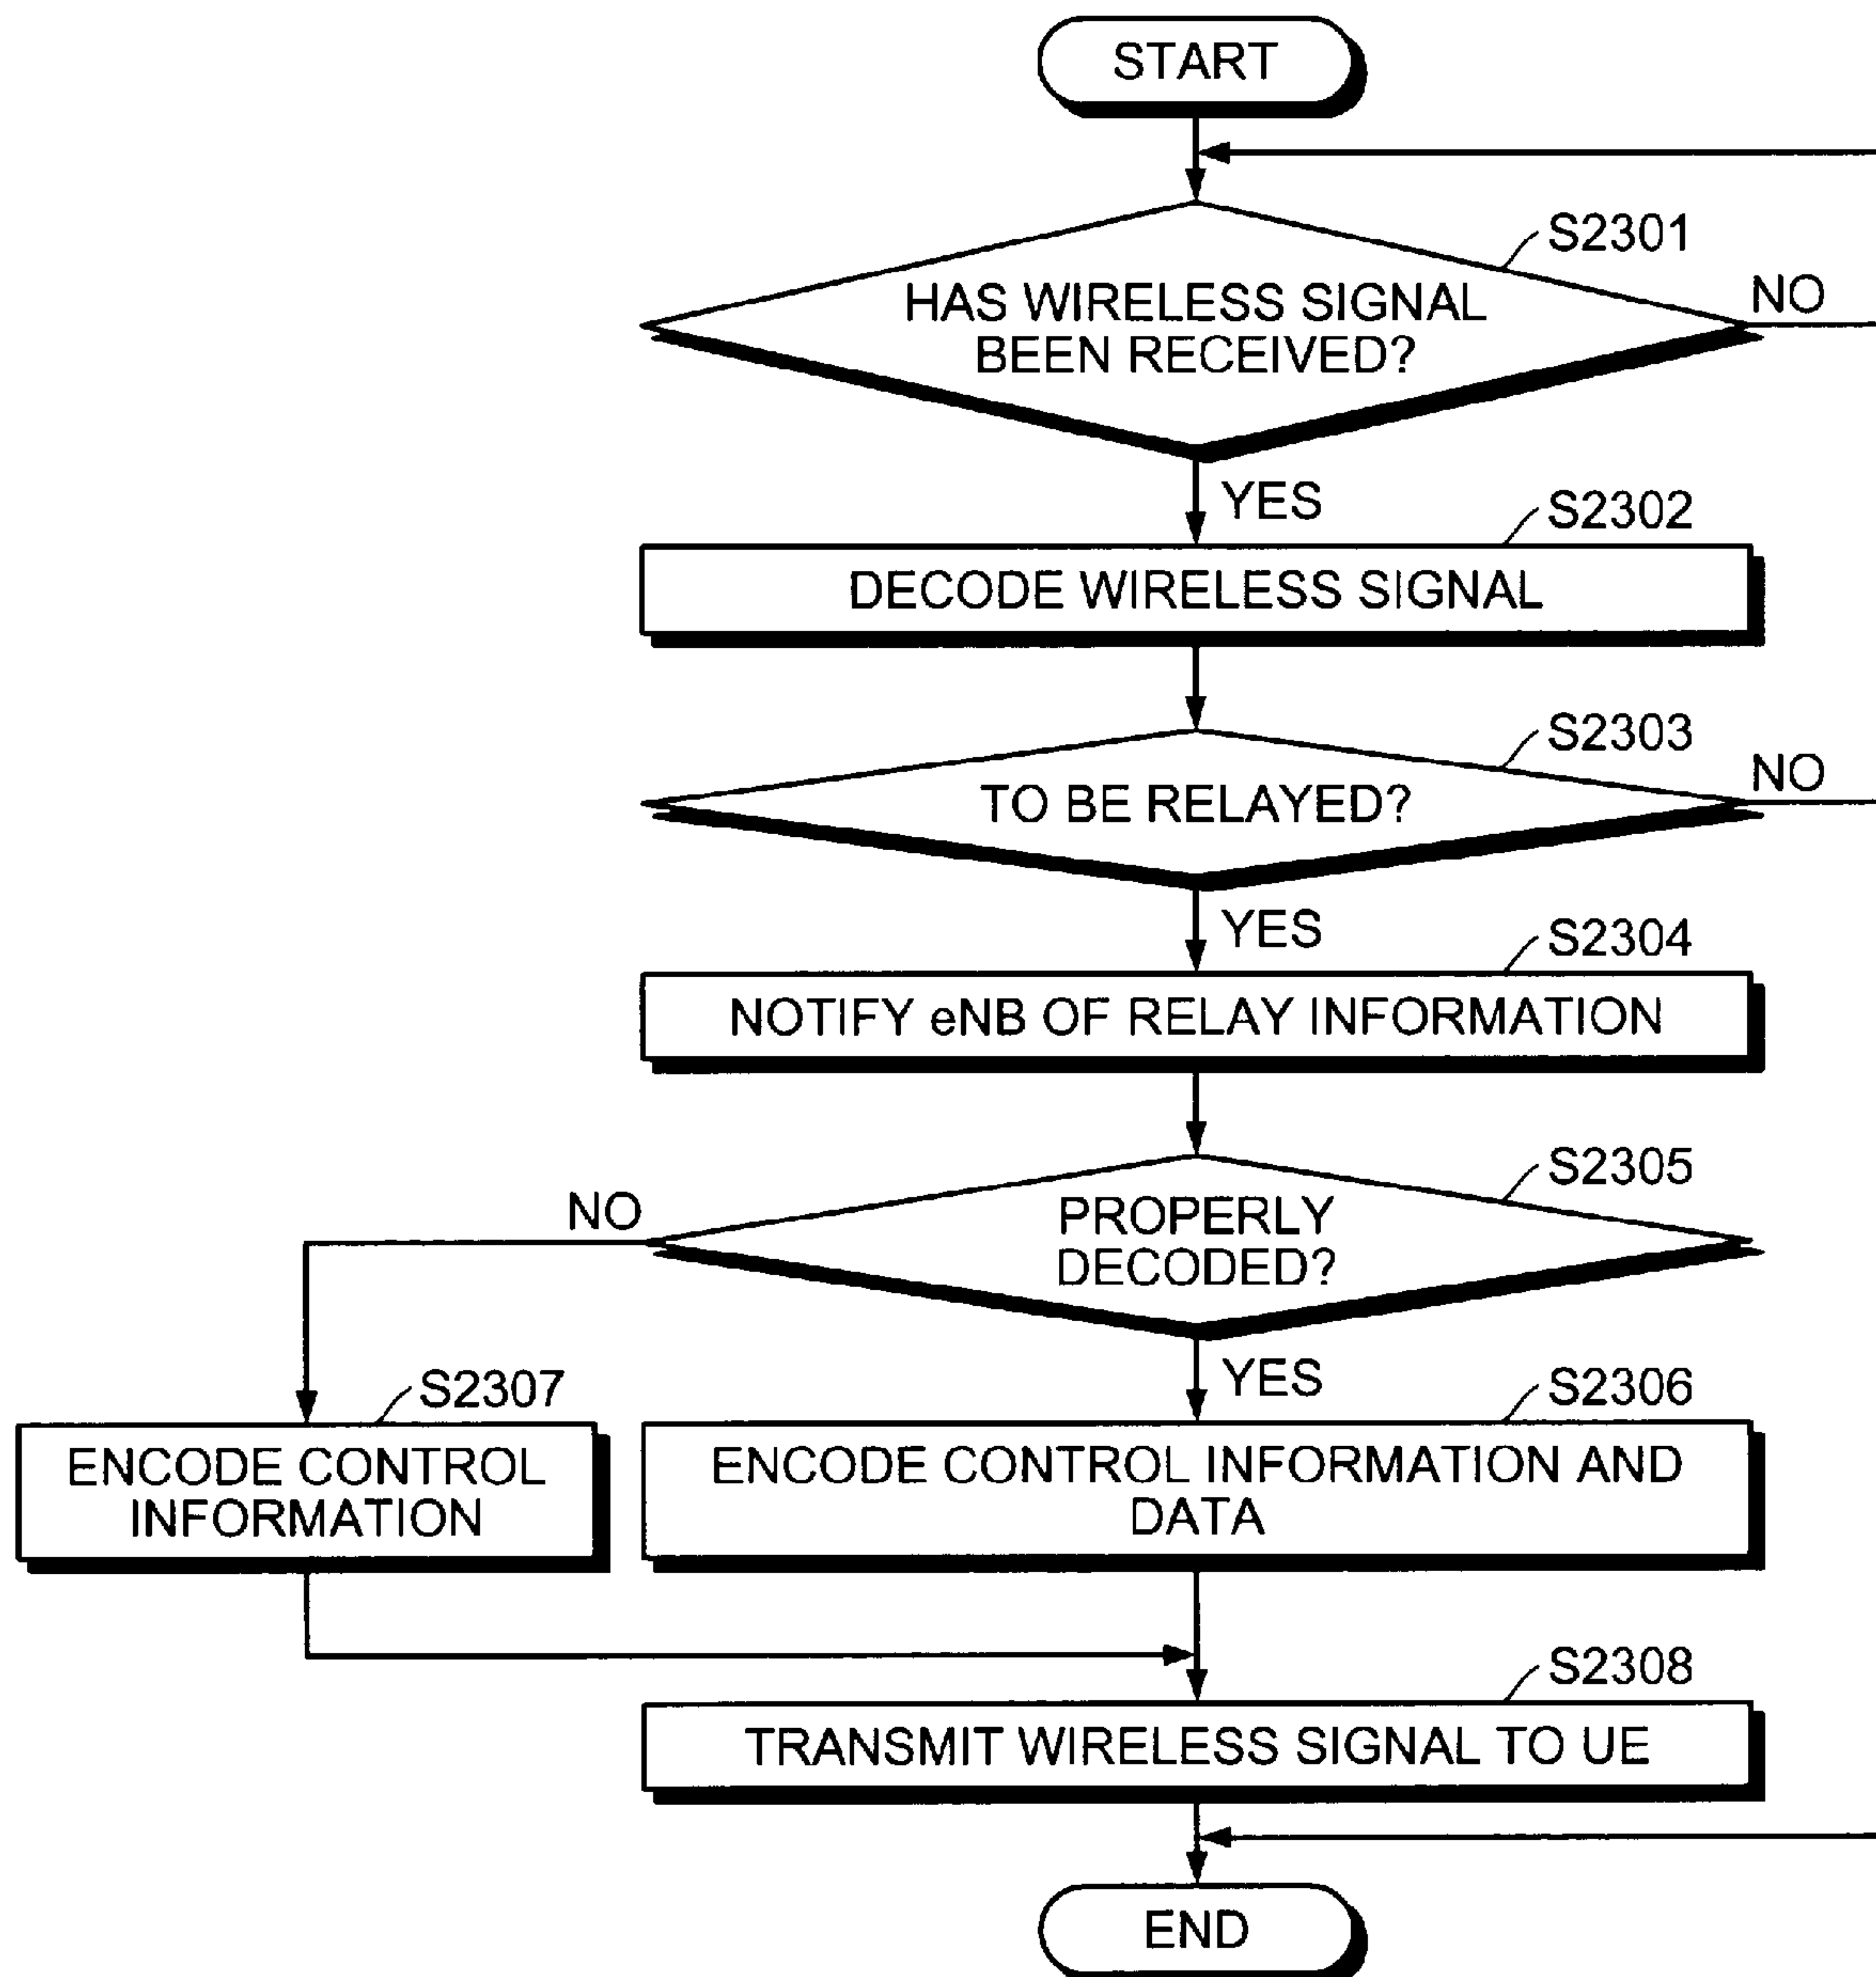 START
S2301
HAS WIRELESS SIGNAL
BEEN RECEIVED?
NO
YES
S2302
DECODE WIRELESS SIGNAL
S2303
TO BE RELAYED?
NO
YES
S2304
NOTIFY eNB OF RELAY INFORMATION
S2305
PROPERLY
DECODED?
NO
YES
S2307
ENCODE CONTROL
INFORMATION
S2306
ENCODE CONTROL INFORMATION AND
DATA
S2308
TRANSMIT WIRELESS SIGNAL TO UE
END